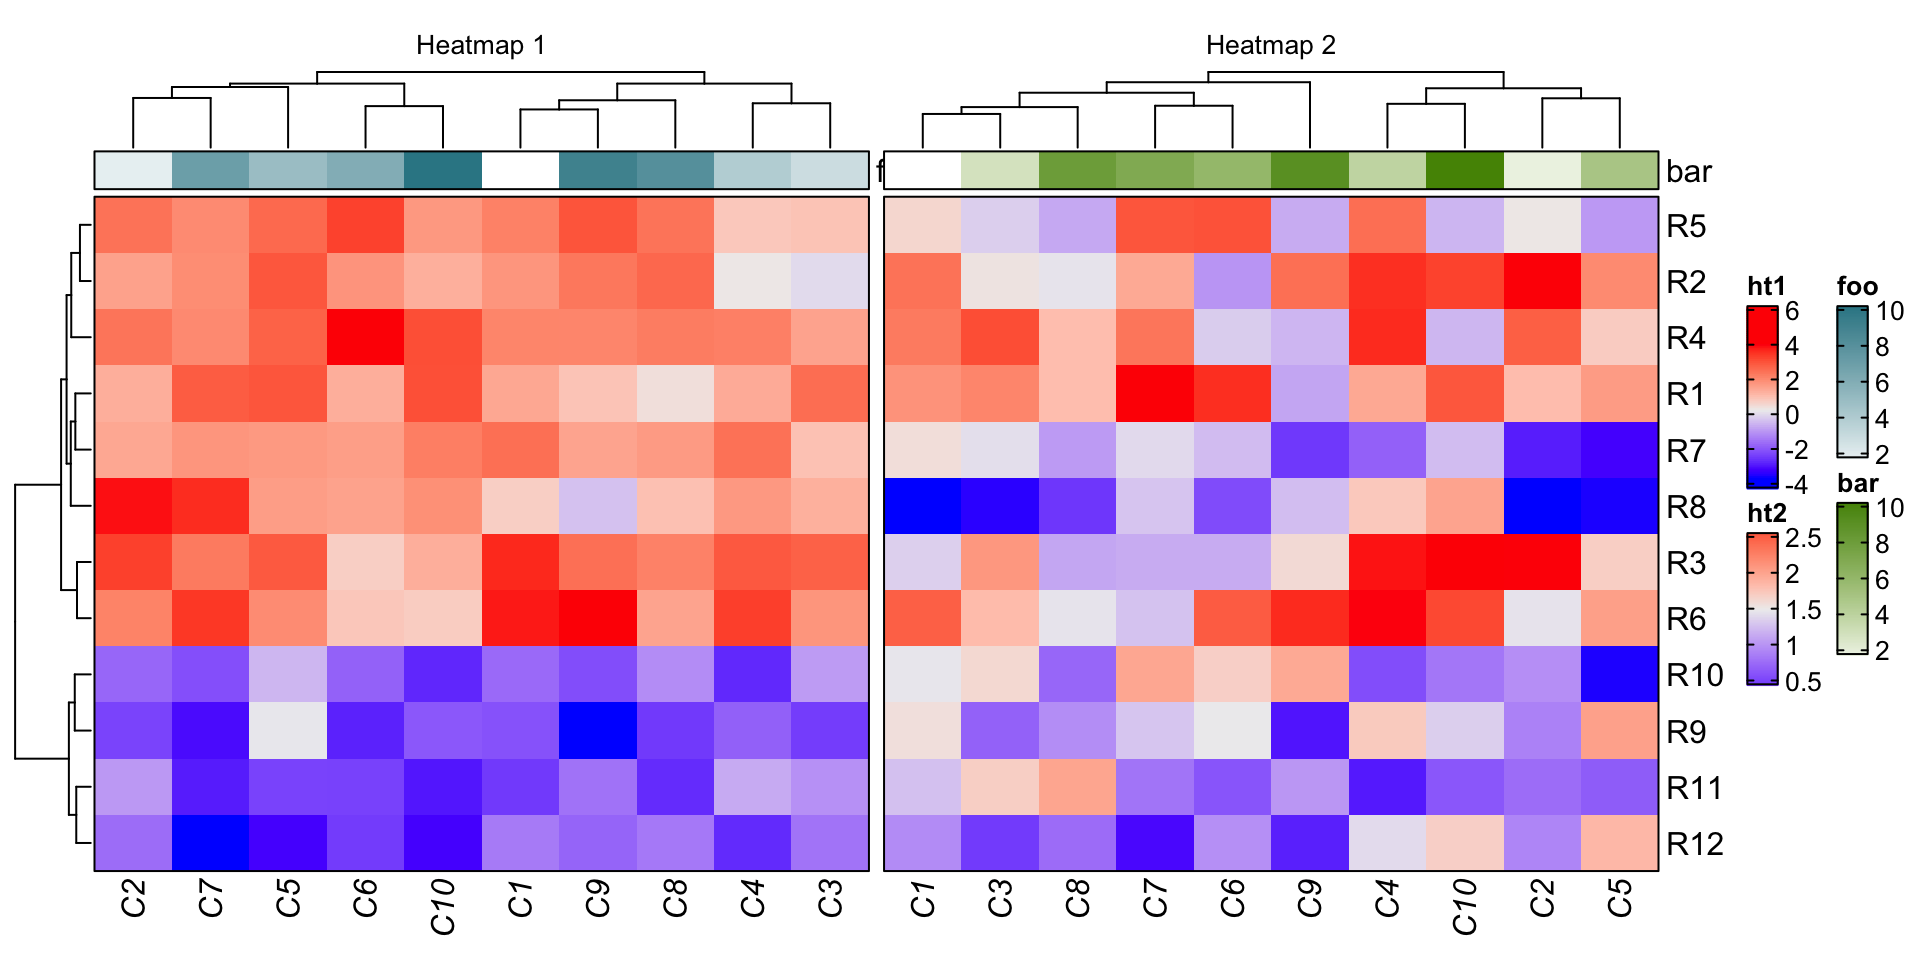 Heatmap 1
Heatmap 2
f
bar
R5
R2
R4
R1
R7
R8
R3
R6
R10
R9
R11
R12
C2 C7 C5 C6 C10 C1 C9 C8 C4 C3
C1 C3 C8 C7 C6 C9 C4 C10 C2 C5
ht1
6
4
2
0
-2
-4
ht2
2.5
2
1.5
1
0.5
foo
10
8
6
4
2
bar
10
8
6
4
2